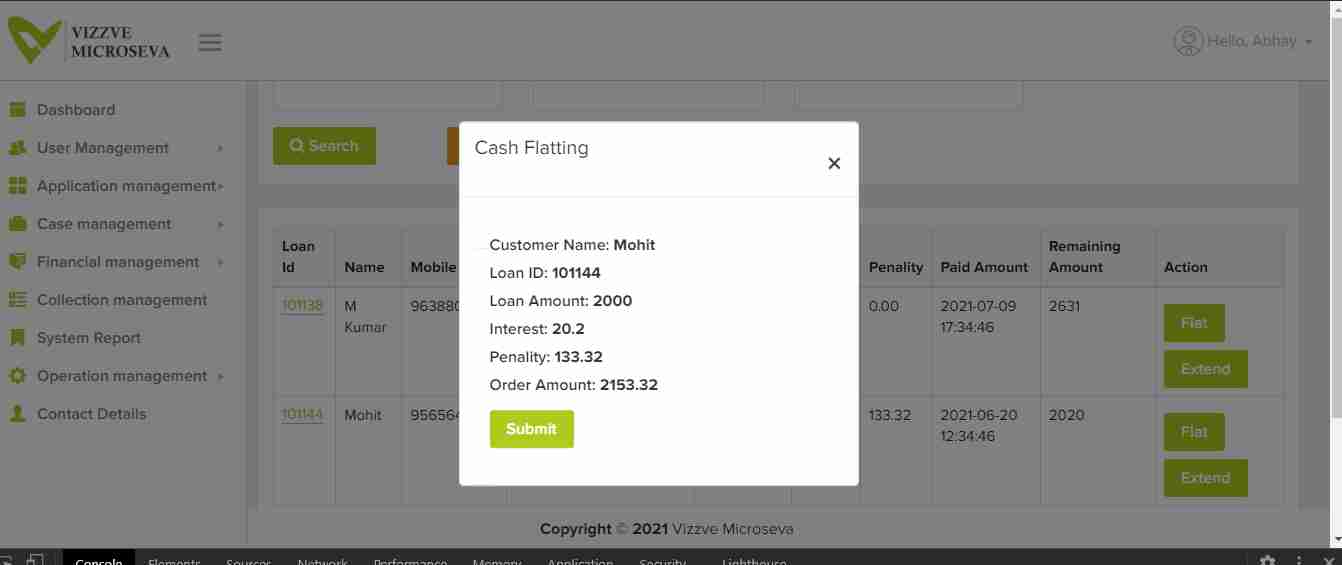 VIZZVE
MICROSEVA
Hello, Abhay
Dashboard
User Management
Application management
Case management
Financial management
Collection management
System Report
Operation management
Contact Details
Search
Cash Flatting
×
Customer Name: Mohit
Loan ID: 101144
Loan Amount: 2000
Interest: 20.2
Penality: 133.32
Order Amount: 2153.32
Submit
Loan
Id
Name
Mobile
Penality
Paid Amount
Remaining
Amount
Action
101138
M
Kumar
963880
0.00
2021-07-09
17:34:46
2631
Flat
Extend
101144
Mohit
956564
133.32
2021-06-20
12:34:46
2020
Flat
Extend
Copyright © 2021 Vizzve Microseva
Console Elements Sources Network Performance Memory Application Security Lighthouse